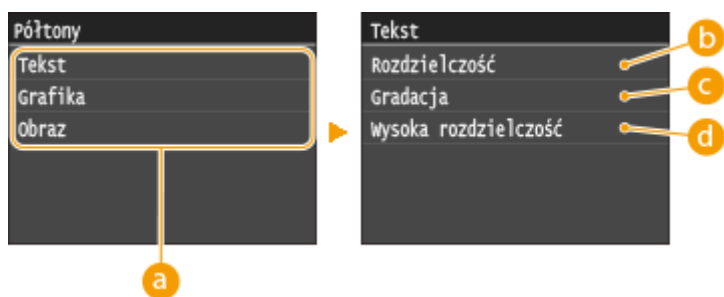 Półtony
Tekst
Grafika
Obraz
a
Tekst
Rozdzielczość
b
Gradacja
c
Wysoka rozdzielczość
d